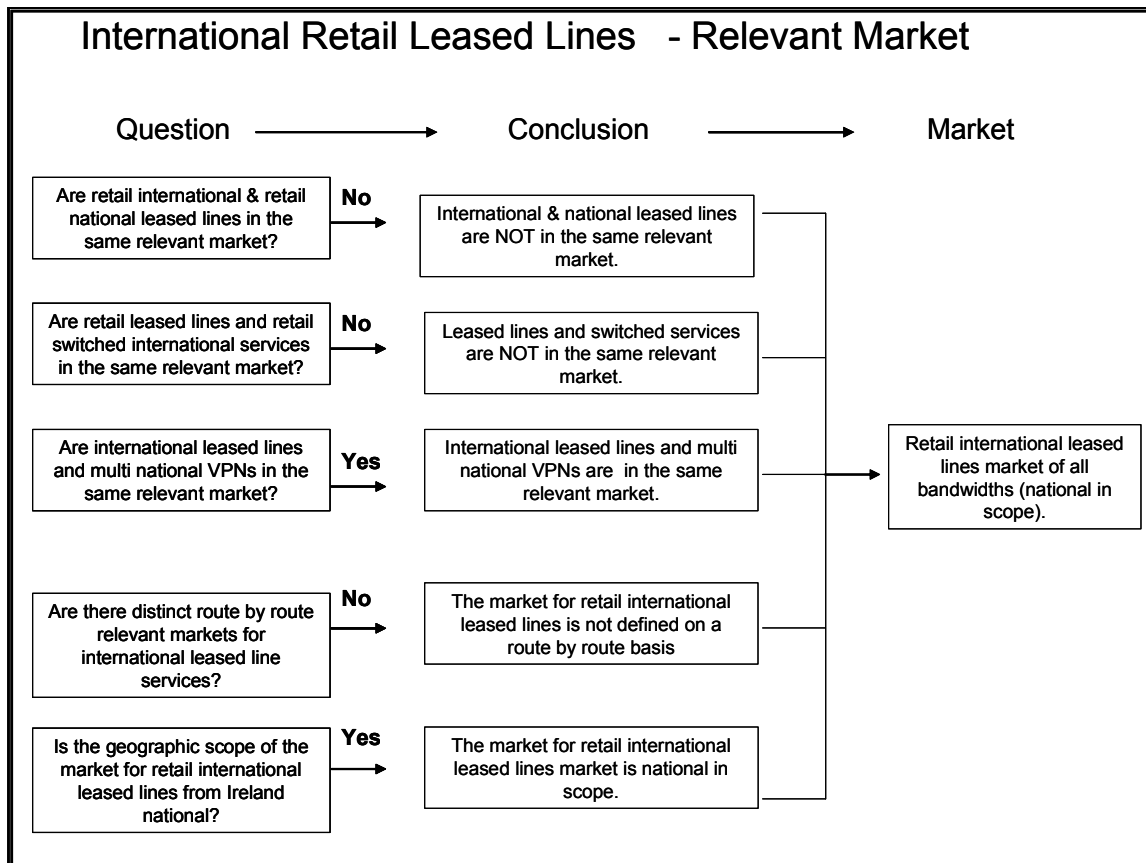 International Retail Leased Lines - Relevant Market
Question
Conclusion
Market
Are retail international & retail
national leased lines in the
same relevant market?
No
International & national leased lines
are NOT in the same relevant
market.
Are retail leased lines and retail
switched international services
in the same relevant market?
No
Leased lines and switched services
are NOT in the same relevant
market.
Are international leased lines
and multi national VPNs in the
same relevant market?
Yes
International leased lines and multi
national VPNs are in the same
relevant market.
Retail international leased
lines market of all
bandwidths (national in
scope).
Are there distinct route by route
relevant markets for
international leased line
services?
No
The market for retail international
leased lines is not defined on a
route by route basis
Is the geographic scope of the
market for retail international
leased lines from Ireland
national?
Yes
The market for retail international
leased lines market is national in
scope.